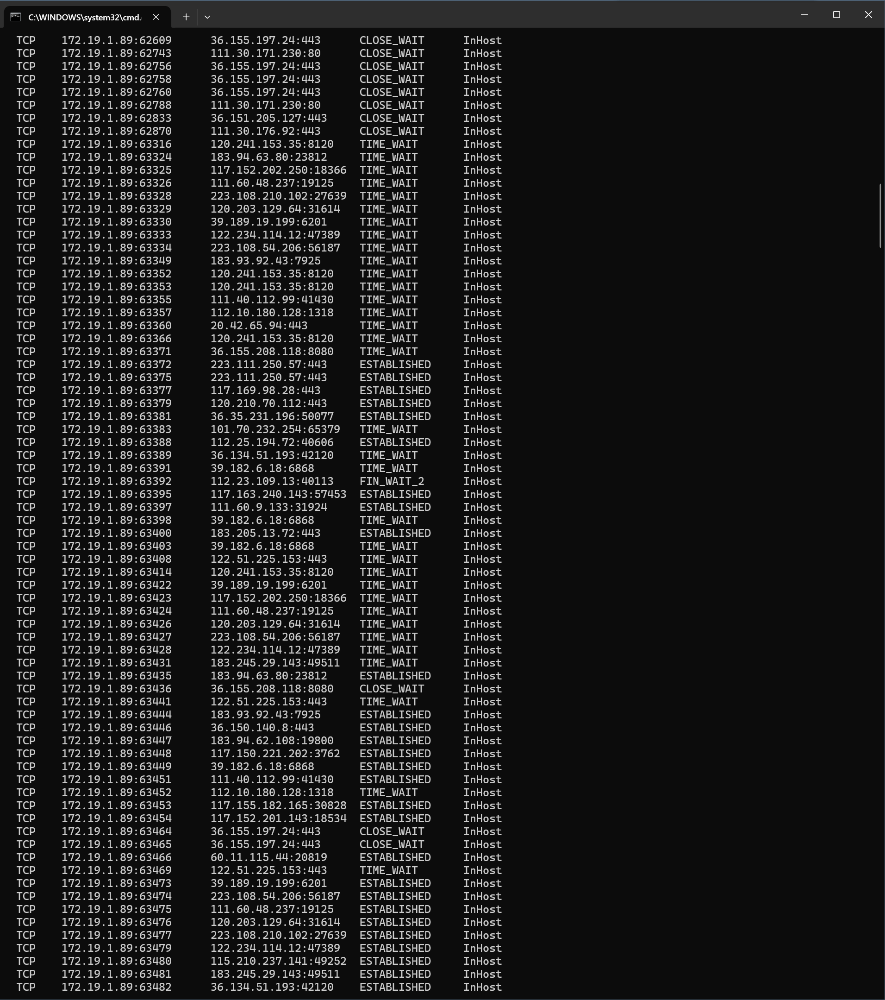 C:\WINDOWS\system32\cmd.
TCP    172.19.1.89:62609      36.155.197.24:443      CLOSE_WAIT      InHost
TCP    172.19.1.89:62743      111.30.171.230:80      CLOSE_WAIT      InHost
TCP    172.19.1.89:62756      36.155.197.24:443      CLOSE_WAIT      InHost
TCP    172.19.1.89:62758      36.155.197.24:443      CLOSE_WAIT      InHost
TCP    172.19.1.89:62760      36.155.197.24:443      CLOSE_WAIT      InHost
TCP    172.19.1.89:62788      111.30.171.230:80      CLOSE_WAIT      InHost
TCP    172.19.1.89:62833      36.151.205.127:443     CLOSE_WAIT      InHost
TCP    172.19.1.89:62870      111.30.176.92:443      CLOSE_WAIT      InHost
TCP    172.19.1.89:63316      120.241.153.35:8120    TIME_WAIT       InHost
TCP    172.19.1.89:63324      183.94.63.80:23812     TIME_WAIT       InHost
TCP    172.19.1.89:63325      117.152.202.250:18366  TIME_WAIT       InHost
TCP    172.19.1.89:63326      111.60.48.237:19125    TIME_WAIT       InHost
TCP    172.19.1.89:63328      223.108.210.102:27639  TIME_WAIT       InHost
TCP    172.19.1.89:63329      120.203.129.64:31614   TIME_WAIT       InHost
TCP    172.19.1.89:63330      39.189.19.199:6201     TIME_WAIT       InHost
TCP    172.19.1.89:63333      122.234.114.12:47389   TIME_WAIT       InHost
TCP    172.19.1.89:63334      223.108.54.206:56187   TIME_WAIT       InHost
TCP    172.19.1.89:63349      183.93.92.43:7925      TIME_WAIT       InHost
TCP    172.19.1.89:63352      120.241.153.35:8120    TIME_WAIT       InHost
TCP    172.19.1.89:63353      120.241.153.35:8120    TIME_WAIT       InHost
TCP    172.19.1.89:63355      111.40.112.99:41430    TIME_WAIT       InHost
TCP    172.19.1.89:63357      112.10.180.128:1318    TIME_WAIT       InHost
TCP    172.19.1.89:63360      20.42.65.94:443        TIME_WAIT       InHost
TCP    172.19.1.89:63366      120.241.153.35:8120    TIME_WAIT       InHost
TCP    172.19.1.89:63371      36.155.208.118:8080    TIME_WAIT       InHost
TCP    172.19.1.89:63372      223.111.250.57:443     ESTABLISHED     InHost
TCP    172.19.1.89:63375      223.111.250.57:443     ESTABLISHED     InHost
TCP    172.19.1.89:63377      117.169.98.28:443      ESTABLISHED     InHost
TCP    172.19.1.89:63379      120.210.70.112:443     ESTABLISHED     InHost
TCP    172.19.1.89:63381      36.35.231.196:50077    ESTABLISHED     InHost
TCP    172.19.1.89:63383      101.70.232.254:65379   TIME_WAIT       InHost
TCP    172.19.1.89:63388      112.25.194.72:40606    ESTABLISHED     InHost
TCP    172.19.1.89:63389      36.134.51.193:42120    TIME_WAIT       InHost
TCP    172.19.1.89:63391      39.182.6.18:6868       TIME_WAIT       InHost
TCP    172.19.1.89:63392      112.23.109.13:40113    FIN_WAIT_2      InHost
TCP    172.19.1.89:63395      117.163.240.143:57453  ESTABLISHED     InHost
TCP    172.19.1.89:63397      111.60.9.133:31924     ESTABLISHED     InHost
TCP    172.19.1.89:63398      39.182.6.18:6868       TIME_WAIT       InHost
TCP    172.19.1.89:63400      183.205.13.72:443      ESTABLISHED     InHost
TCP    172.19.1.89:63403      39.182.6.18:6868       TIME_WAIT       InHost
TCP    172.19.1.89:63408      122.51.225.153:443     TIME_WAIT       InHost
TCP    172.19.1.89:63414      120.241.153.35:8120    TIME_WAIT       InHost
TCP    172.19.1.89:63422      39.189.19.199:6201     TIME_WAIT       InHost
TCP    172.19.1.89:63423      117.152.202.250:18366  TIME_WAIT       InHost
TCP    172.19.1.89:63424      111.60.48.237:19125    TIME_WAIT       InHost
TCP    172.19.1.89:63426      120.203.129.64:31614   TIME_WAIT       InHost
TCP    172.19.1.89:63427      223.108.54.206:56187   TIME_WAIT       InHost
TCP    172.19.1.89:63428      122.234.114.12:47389   TIME_WAIT       InHost
TCP    172.19.1.89:63431      183.245.29.143:49511   TIME_WAIT       InHost
TCP    172.19.1.89:63435      183.94.63.80:23812     ESTABLISHED     InHost
TCP    172.19.1.89:63436      36.155.208.118:8080    CLOSE_WAIT      InHost
TCP    172.19.1.89:63441      122.51.225.153:443     TIME_WAIT       InHost
TCP    172.19.1.89:63444      183.93.92.43:7925      ESTABLISHED     InHost
TCP    172.19.1.89:63446      36.150.140.8:443       ESTABLISHED     InHost
TCP    172.19.1.89:63447      183.94.62.108:19800    ESTABLISHED     InHost
TCP    172.19.1.89:63448      117.150.221.202:3762   ESTABLISHED     InHost
TCP    172.19.1.89:63449      39.182.6.18:6868       ESTABLISHED     InHost
TCP    172.19.1.89:63451      111.40.112.99:41430    ESTABLISHED     InHost
TCP    172.19.1.89:63452      112.10.180.128:1318    TIME_WAIT       InHost
TCP    172.19.1.89:63453      117.155.182.165:30828  ESTABLISHED     InHost
TCP    172.19.1.89:63454      117.152.201.143:18534  ESTABLISHED     InHost
TCP    172.19.1.89:63464      36.155.197.24:443      CLOSE_WAIT      InHost
TCP    172.19.1.89:63465      36.155.197.24:443      CLOSE_WAIT      InHost
TCP    172.19.1.89:63466      60.11.115.44:20819     ESTABLISHED     InHost
TCP    172.19.1.89:63469      122.51.225.153:443     TIME_WAIT       InHost
TCP    172.19.1.89:63473      39.189.19.199:6201     ESTABLISHED     InHost
TCP    172.19.1.89:63474      223.108.54.206:56187   ESTABLISHED     InHost
TCP    172.19.1.89:63475      111.60.48.237:19125    ESTABLISHED     InHost
TCP    172.19.1.89:63476      120.203.129.64:31614   ESTABLISHED     InHost
TCP    172.19.1.89:63477      223.108.210.102:27639  ESTABLISHED     InHost
TCP    172.19.1.89:63479      122.234.114.12:47389   ESTABLISHED     InHost
TCP    172.19.1.89:63480      115.210.237.141:49252  ESTABLISHED     InHost
TCP    172.19.1.89:63481      183.245.29.143:49511   ESTABLISHED     InHost
TCP    172.19.1.89:63482      36.134.51.193:42120    ESTABLISHED     InHost